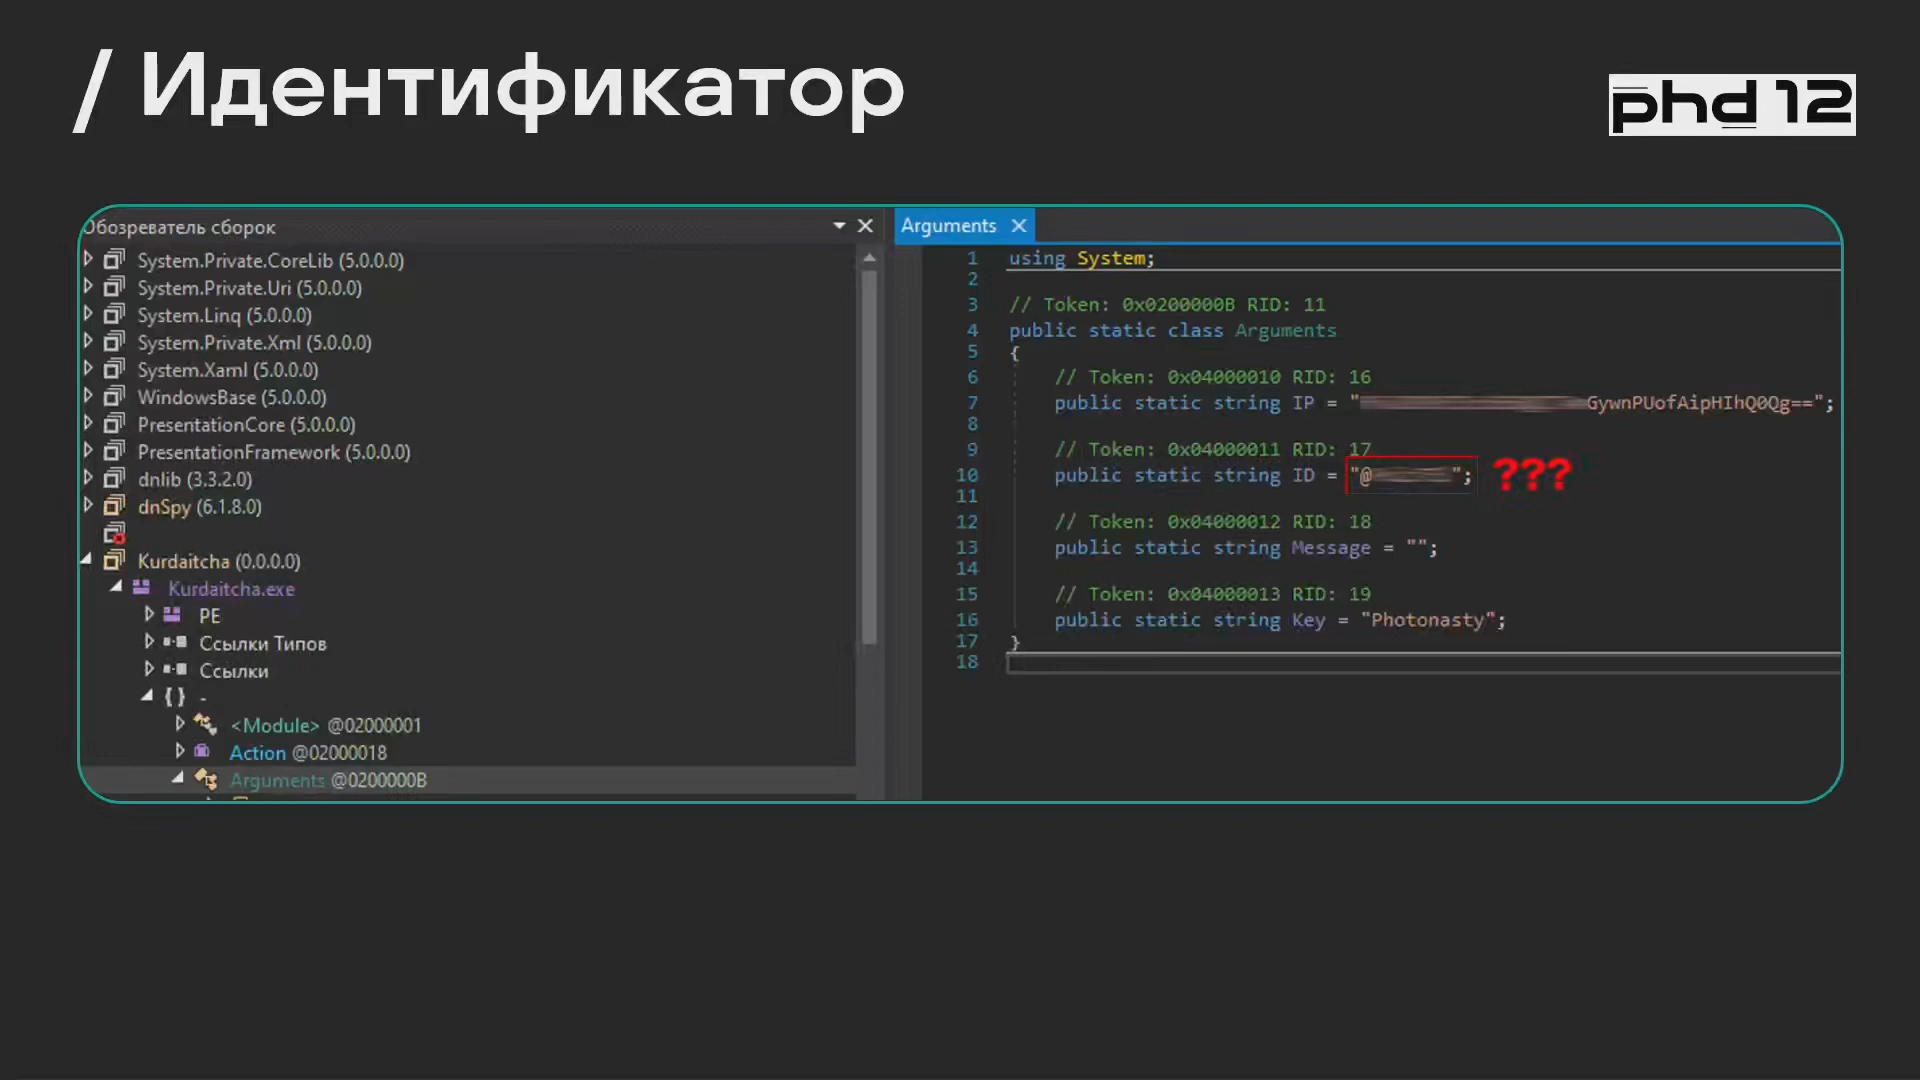 / Идентификатор
phd 12
Обозреватель сборок
System.Private.CoreLib (5.0.0.0)
System.Private.Uri (5.0.0.0)
System.Linq (5.0.0.0)
System.Private.Xml (5.0.0.0)
System.Xaml (5.0.0.0)
WindowsBase (5.0.0.0)
PresentationCore (5.0.0.0)
PresentationFramework (5.0.0.0)
dnlib (3.3.2.0)
dnSpy (6.1.8.0)
Kurdaitcha (0.0.0.0)
Kurdaitcha.exe
PE
Ссылки Типов
Ссылки
{ } -
<Module> @02000001
Action @02000018
Arguments @0200000B
Arguments
1 using System;
2
3 // Token: 0x0200000B RID: 11
4 public static class Arguments
5 {
6 // Token: 0x04000010 RID: 16
7 public static string IP = "GywnPUofAipHIhQ0Qg==";
8
9 // Token: 0x04000011 RID: 17
10 public static string ID = "@"; ???
11
12 // Token: 0x04000012 RID: 18
13 public static string Message = "";
14
15 // Token: 0x04000013 RID: 19
16 public static string Key = "Photonasty";
17 }
18